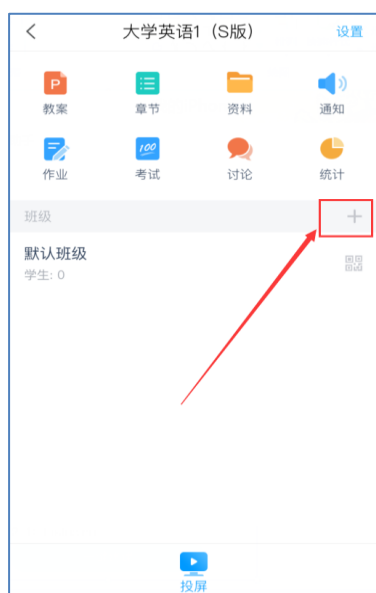 大学英语1（S版） 设置
P 100
教案 章节 资料 通知
作业 考试 讨论 统计
班级
默认班级
学生: 0
投屏